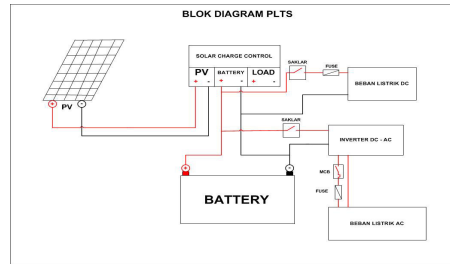 BLOK DIAGRAM PLTS
SOLAR CHARGE CONTROL
PV BATTERY LOAD
+ - + - + -
SAKLAR
FUSE
BEBAN LISTRIK DC
+ PV -
SAKLAR
INVERTER DC - AC
+ -
BATTERY
MCB
FUSE
BEBAN LISTRIK AC